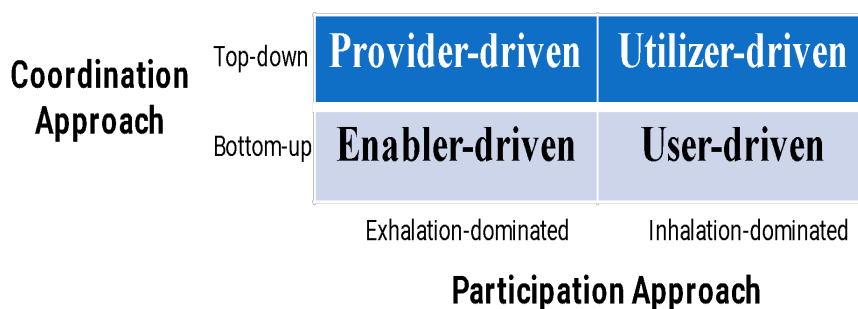 Coordination
Approach
Top-down
Provider-driven
Utilizer-driven
Bottom-up
Enabler-driven
User-driven
Exhalation-dominated
Inhalation-dominated
Participation Approach